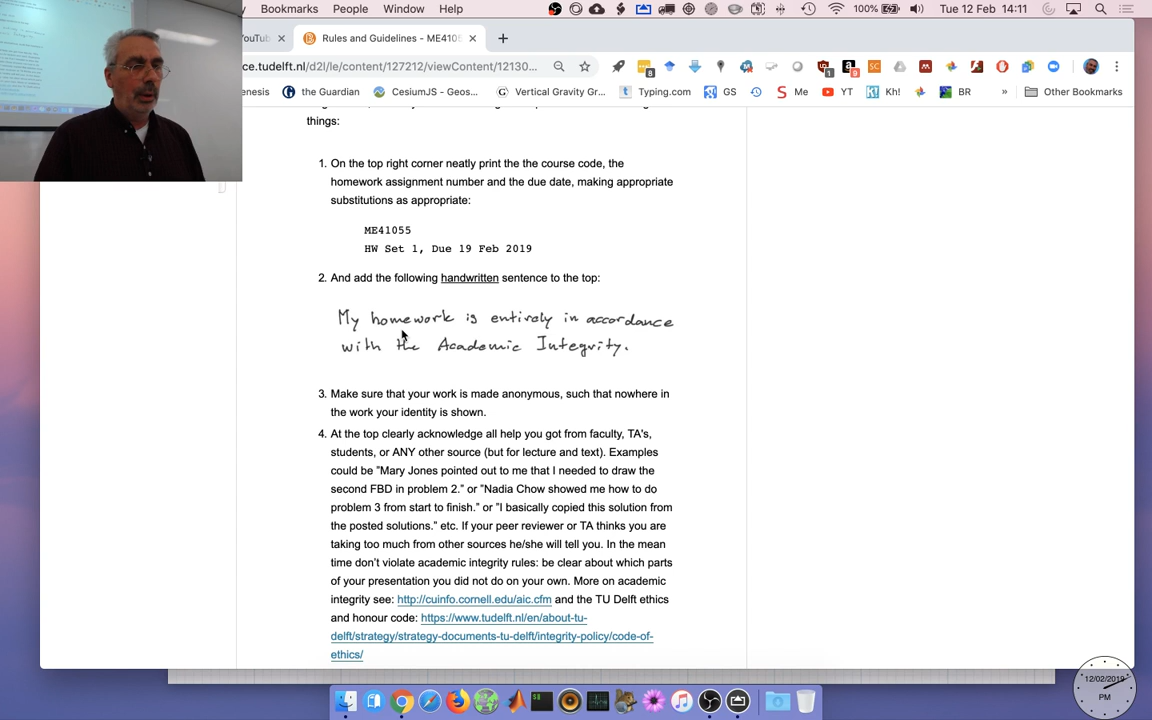 Bookmarks People Window Help 100% Tue 12 Feb 14:11
YouTub Rules and Guidelines - ME4105
ce.tudelft.nl/d2l/le/content/127212/viewContent/12130...
enesis the Guardian CesiumJS - Geos... Vertical Gravity Gr... Typing.com GS Me YT Kh! BR » Other Bookmarks
things:
1. On the top right corner neatly print the the course code, the
homework assignment number and the due date, making appropriate
substitutions as appropriate:
ME41055
HW Set 1, Due 19 Feb 2019
2. And add the following handwritten sentence to the top:
My homework is entirely in accordance
with the Academic Integrity.
3. Make sure that your work is made anonymous, such that nowhere in
the work your identity is shown.
4. At the top clearly acknowledge all help you got from faculty, TA's,
students, or ANY other source (but for lecture and text). Examples
could be "Mary Jones pointed out to me that I needed to draw the
second FBD in problem 2." or "Nadia Chow showed me how to do
problem 3 from start to finish." or "I basically copied this solution from
the posted solutions." etc. If your peer reviewer or TA thinks you are
taking too much from other sources he/she will tell you. In the mean
time don't violate academic integrity rules: be clear about which parts
of your presentation you did not do on your own. More on academic
integrity see: http://cuinfo.cornell.edu/aic.cfm and the TU Delft ethics
and honour code: https://www.tudelft.nl/en/about-tu-
delft/strategy/strategy-documents-tu-delft/integrity-policy/code-of-
ethics/
12/02/2019
PM